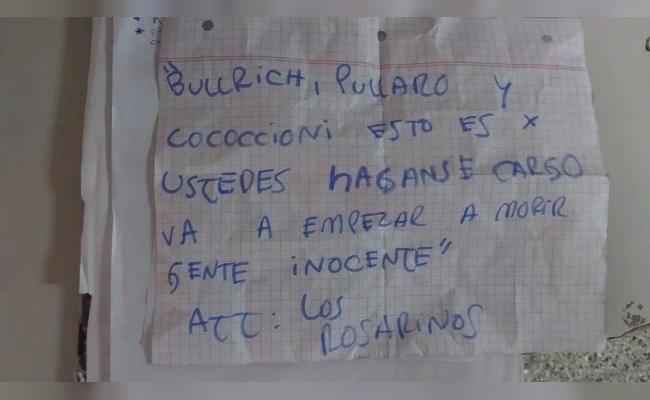 "BULLRICH, PULLARO Y
COCOCCIONI ESTO ES X
USTEDES HAGANSE CARGO
VA A EMPEZAR A MORIR
GENTE INOCENTE"
ATT: LOS
ROSARINOS